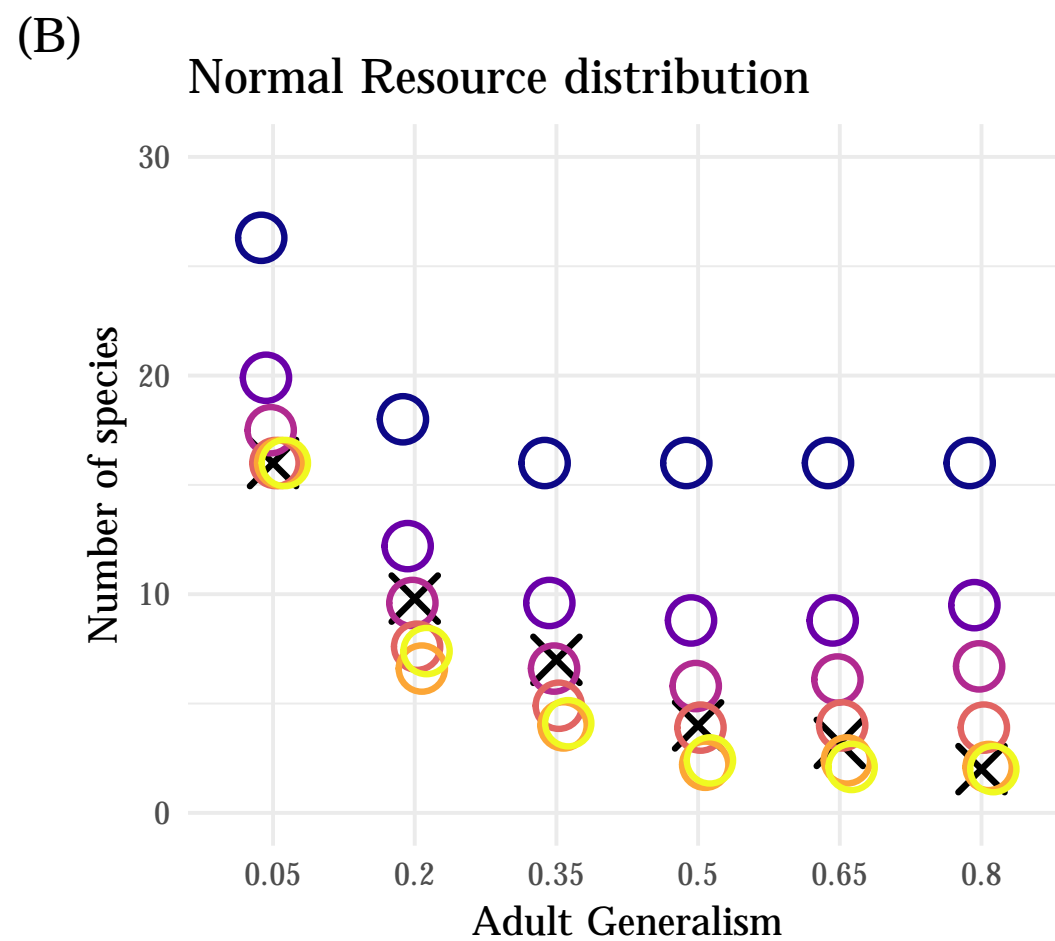 (B)
Normal Resource distribution
30
20
10
0
Number of species
0.05 0.2 0.35 0.5 0.65 0.8
Adult Generalism